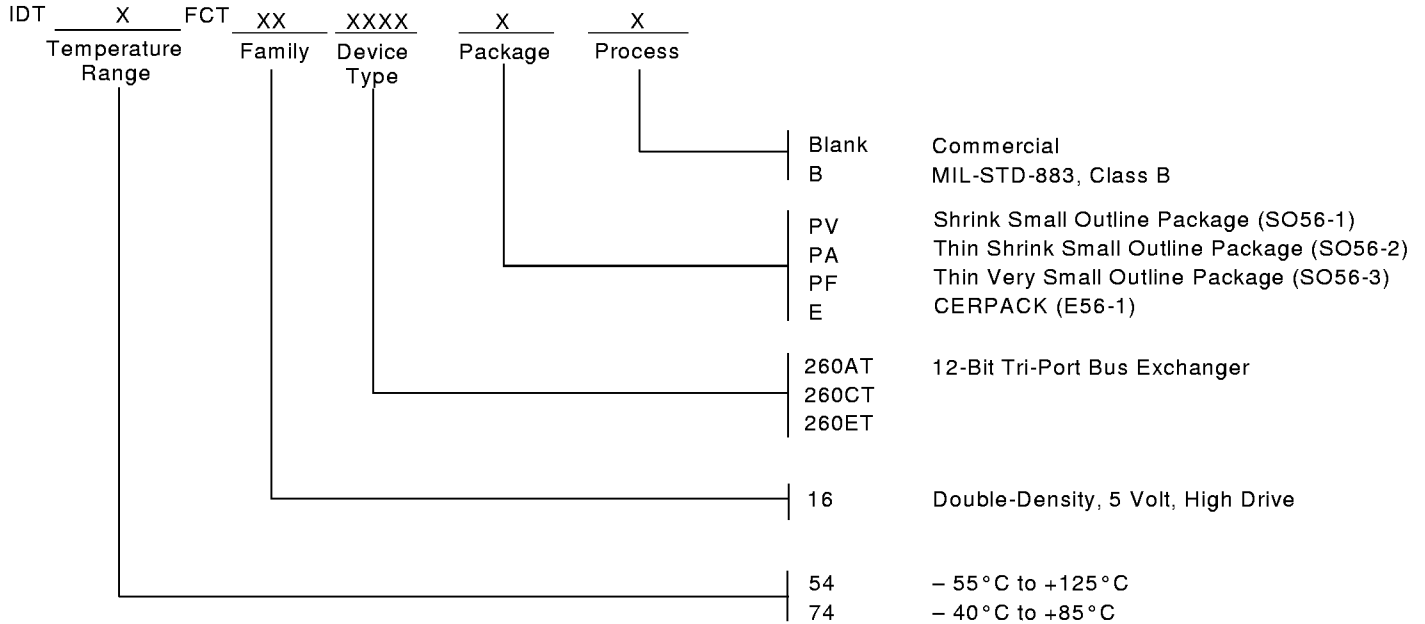 IDT X FCT XX XXXX X X
Temperature Range Family Device Type Package Process
Blank Commercial
B MIL-STD-883, Class B
PV Shrink Small Outline Package (SO56-1)
PA Thin Shrink Small Outline Package (SO56-2)
PF Thin Very Small Outline Package (SO56-3)
E CERPACK (E56-1)
260AT 12-Bit Tri-Port Bus Exchanger
260CT
260ET
16 Double-Density, 5 Volt, High Drive
54 – 55°C to +125°C
74 – 40°C to +85°C